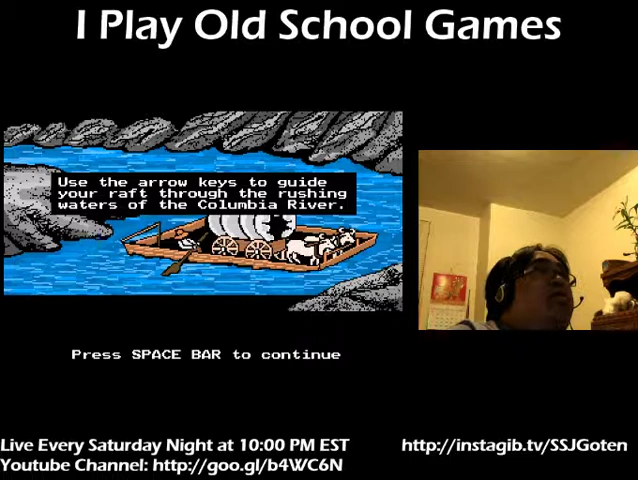 I Play Old School Games
Use the arrow keys to guide
your raft through the rushing
waters of the Columbia River.
Press SPACE BAR to continue
Live Every Saturday Night at 10:00 PM EST
http://instagib.tv/SSJGoten
Youtube Channel: http://goo.gl/b4WC6N